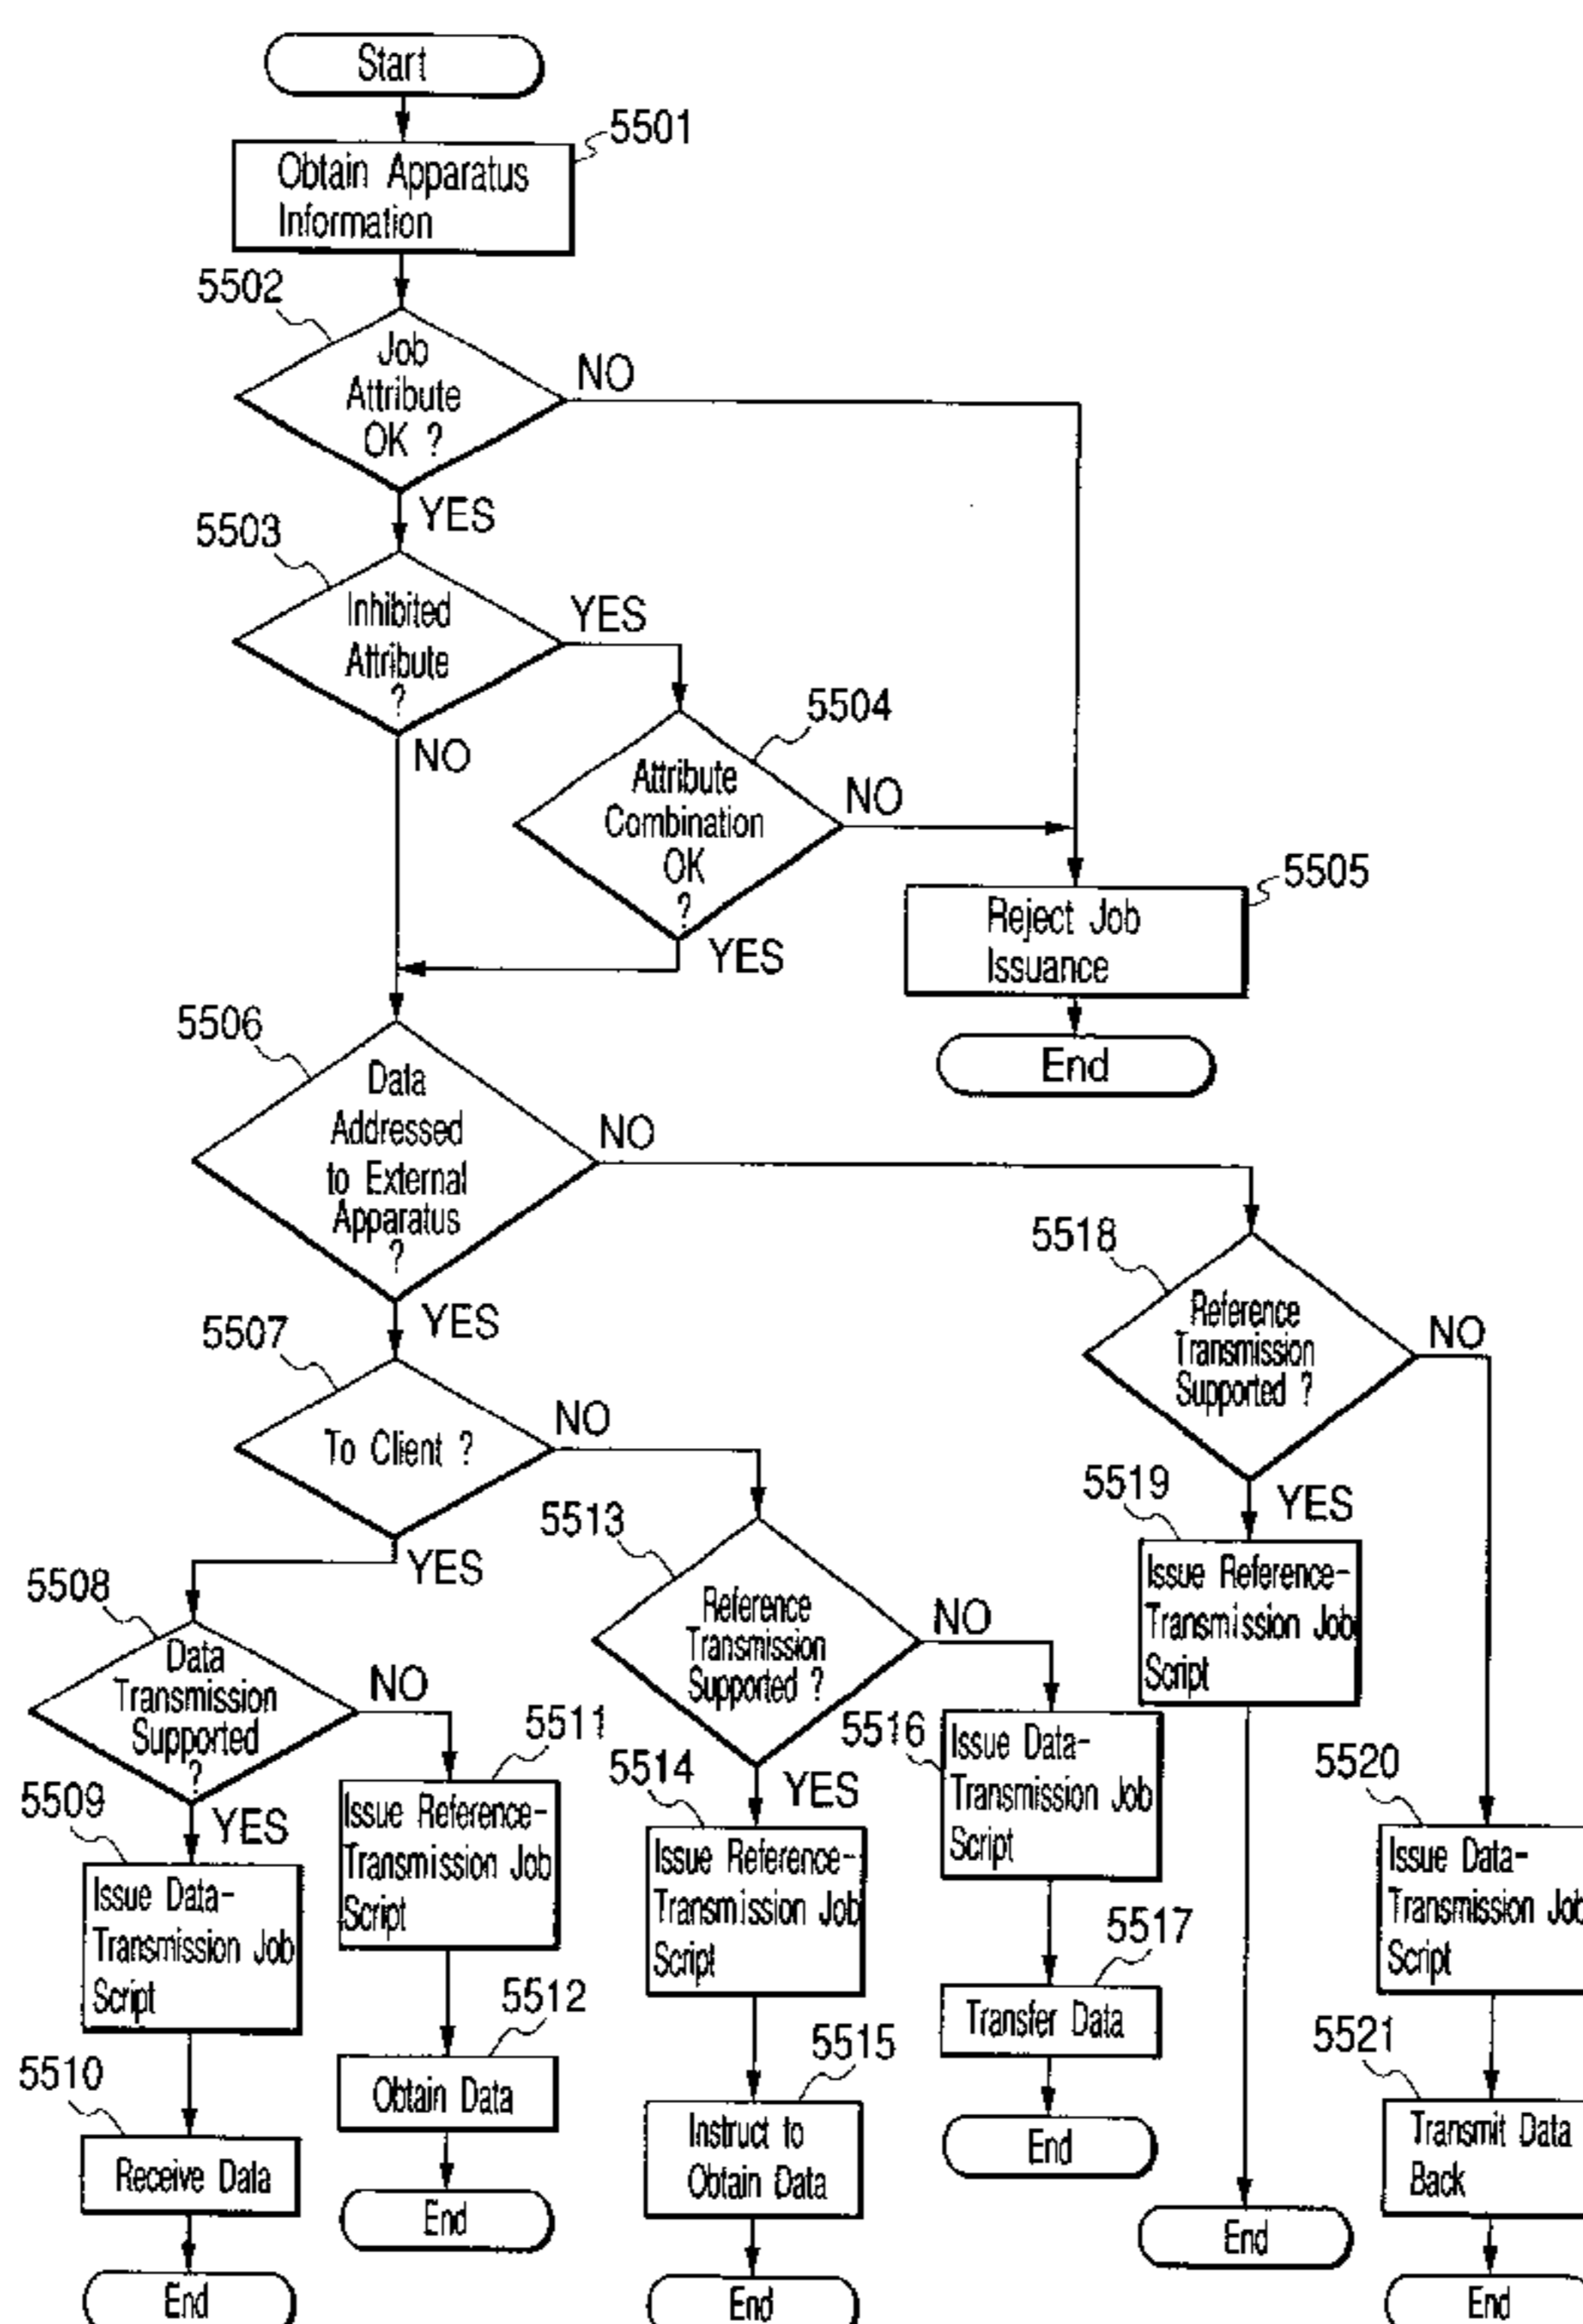 Start
5501
Obtain Apparatus
Information
5502
Job
Attribute
OK ?
NO
YES
5503
Inhibited
Attribute
?
YES
NO
5504
Attribute
Combination
OK
?
NO
YES
5505
Reject Job
Issuance
End
5506
Data
Addressed
to External
Apparatus
?
NO
YES
5507
To Client ?
NO
YES
5518
Reference
Transmission
Supported ?
NO
YES
5508
Data
Transmission
Supported
?
NO
YES
5513
Reference
Transmission
Supported ?
NO
YES
5519
Issue Reference-
Transmission Job
Script
End
5509
Issue Data-
Transmission Job
Script
5510
Receive Data
End
5511
Issue Reference-
Transmission Job
Script
5512
Obtain Data
End
5514
Issue Reference-
Transmission Job
Script
5515
Instruct to
Obtain Data
End
5516
Issue Data-
Transmission Job
Script
5517
Transfer Data
End
5520
Issue Data-
Transmission Job
Script
5521
Transmit Data
Back
End